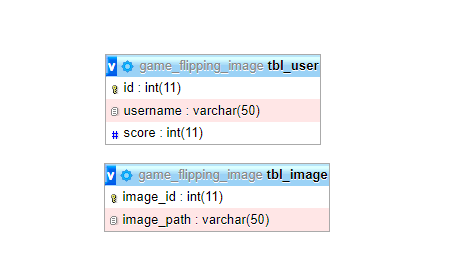 v game_flipping_image tbl_user
id : int(11)
username : varchar(50)
# score : int(11)
v game_flipping_image tbl_image
image_id : int(11)
image_path : varchar(50)